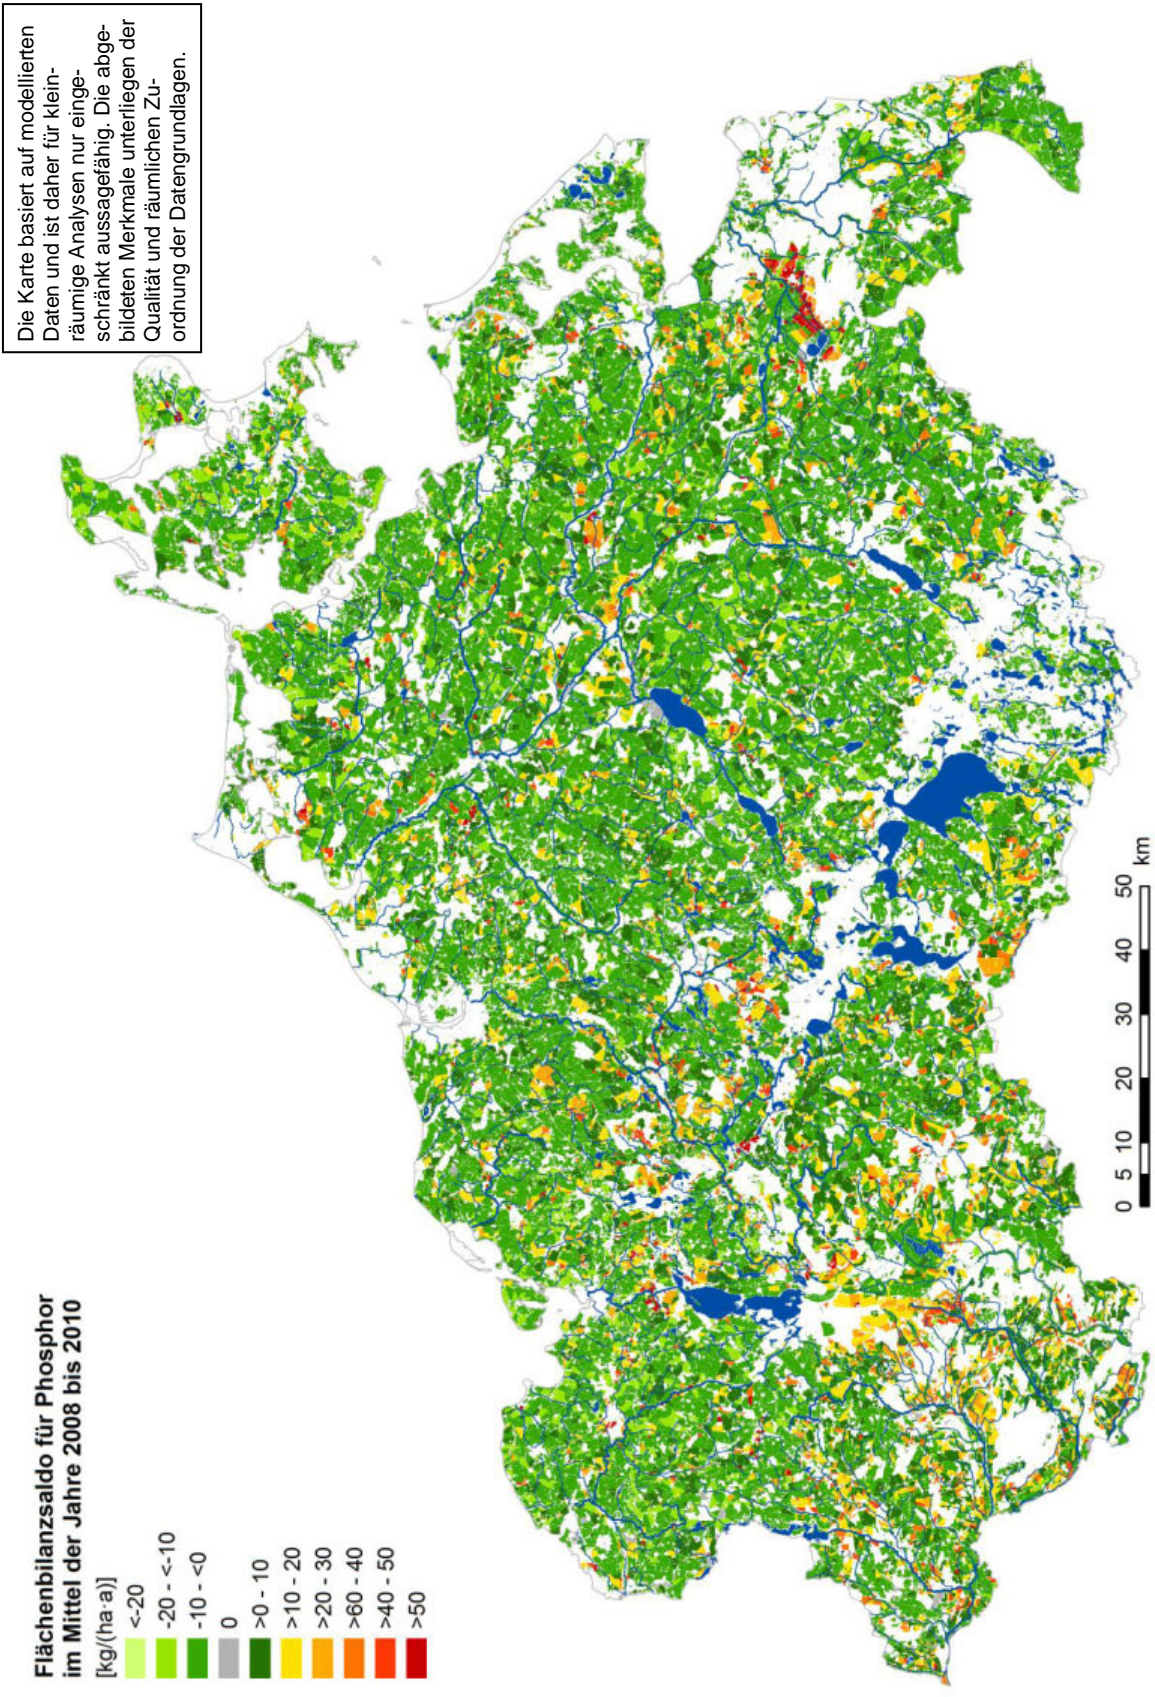 Die Karte basiert auf modellierten
Daten und ist daher für klein-
räumige Analysen nur einge-
schränkt aussagefähig. Die abge-
bildeten Merkmale unterliegen der
Qualität und räumlichen Zu-
ordnung der Datengrundlagen.
Flächenbilanzsaldo für Phosphor
im Mittel der Jahre 2008 bis 2010
[kg/(ha·a)]
<-20
-20 - <-10
-10 - <0
0
>0 - 10
>10 - 20
>20 - 30
>60 - 40
>40 - 50
>50
0 5 10 20 30 40 50
km